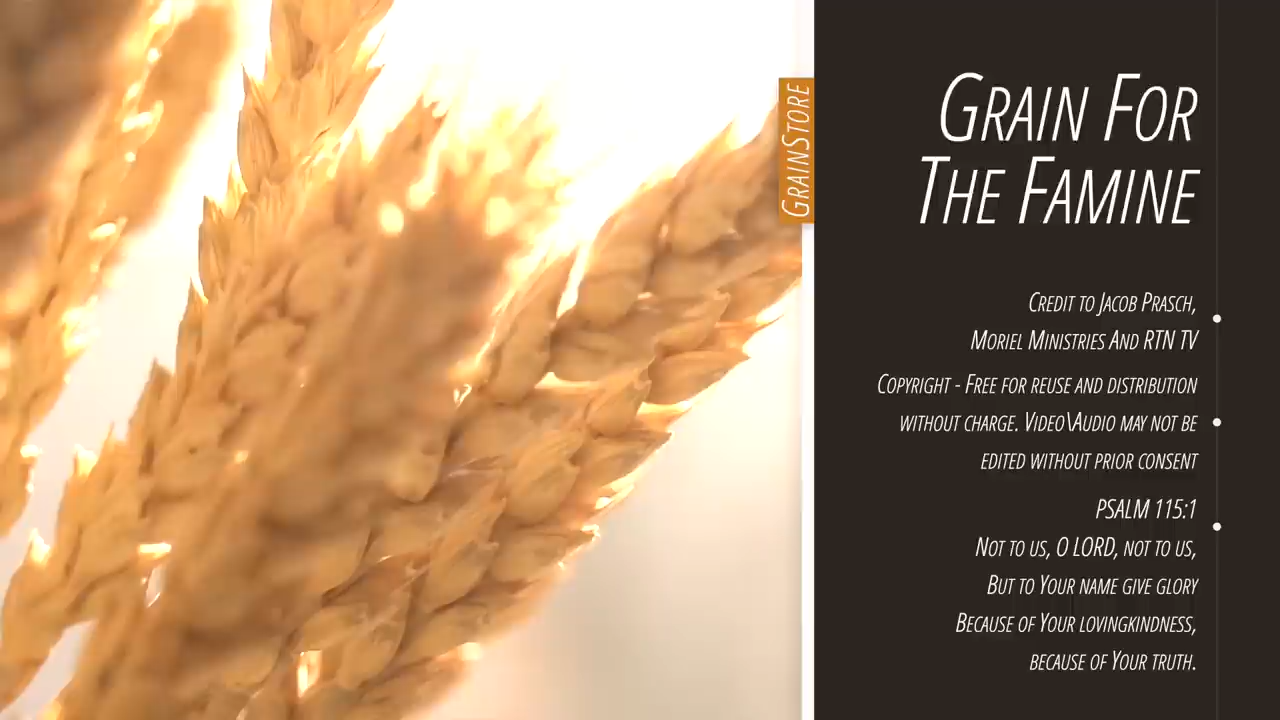 GrainStore
Grain For
The Famine
Credit to Jacob Prasch,
Moriel Ministries And RTN TV
Copyright - Free for reuse and distribution
without charge. Video\Audio may not be
edited without prior consent
PSALM 115:1
Not to us, O LORD, not to us,
But to Your name give glory
Because of Your lovingkindness,
because of Your truth.